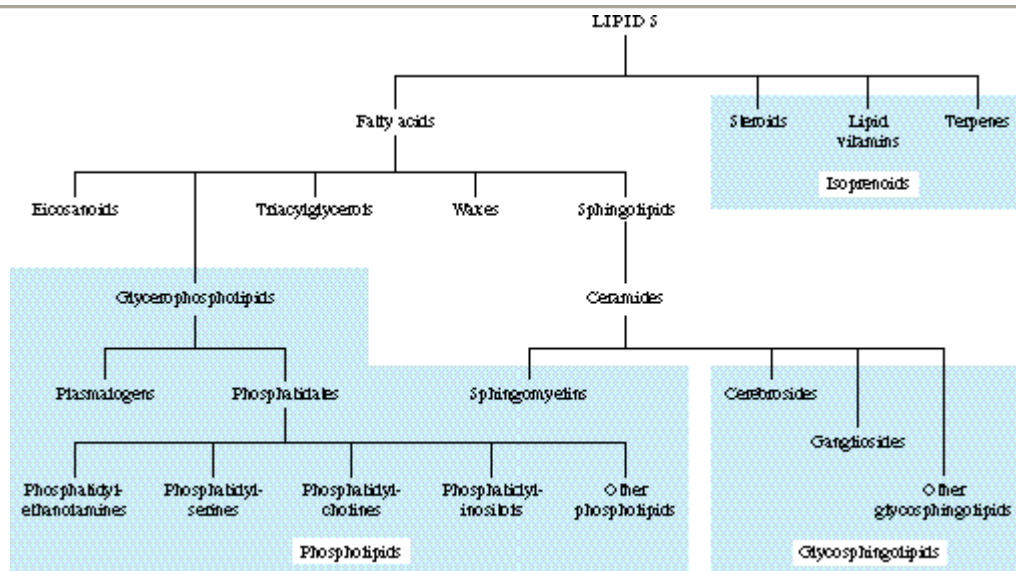 LIPIDS
Fatty acids
Steroids
Lipid
vitamins
Terpenes
Isoprenoids
Eicosanoids
Triacylglycerols
Waxes
Sphingolipids
Glycerophospholipids
Ceramides
Plasmalogens
Phosphatidates
Sphingomyelins
Cerebrosides
Gangliosides
Phosphatidyl-
ethanolamines
Phosphatidyl-
serines
Phosphatidyl-
cholines
Phosphatidyl-
inositols
Other
phospholipids
Other
glycosphingolipids
Phospholipids
Glycosphingolipids